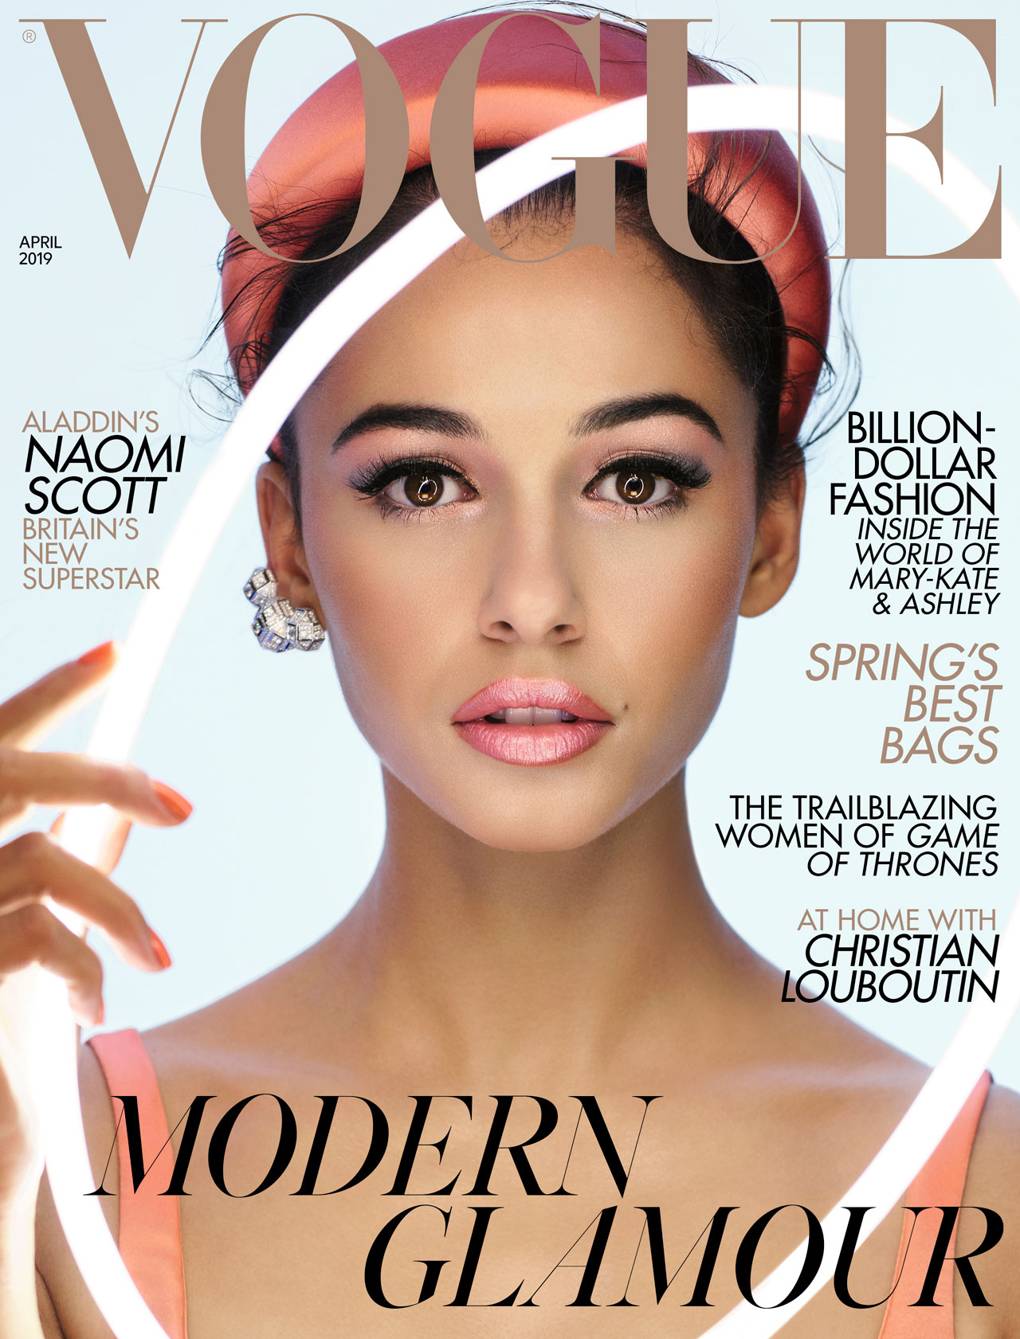 ®
VOGUE
APRIL
2019
ALADDIN'S
NAOMI
SCOTT
BRITAIN'S
NEW
SUPERSTAR
BILLION-
DOLLAR
FASHION
INSIDE THE
WORLD OF
MARY-KATE
& ASHLEY
SPRING'S
BEST
BAGS
THE TRAILBLAZING
WOMEN OF GAME
OF THRONES
AT HOME WITH
CHRISTIAN
LOUBOUTIN
MODERN
GLAMOUR